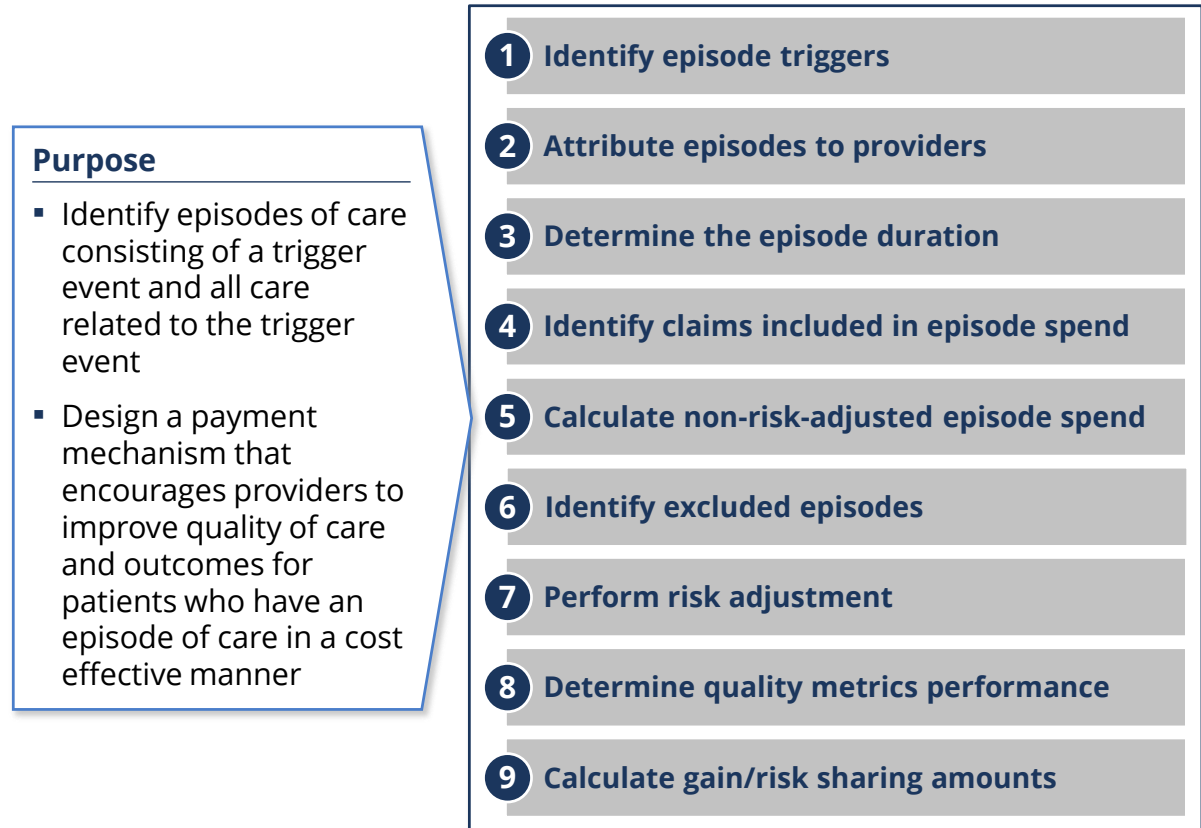 Purpose
▪ Identify episodes of care
consisting of a trigger
event and all care
related to the trigger
event
▪ Design a payment
mechanism that
encourages providers to
improve quality of care
and outcomes for
patients who have an
episode of care in a cost
effective manner
1 Identify episode triggers
2 Attribute episodes to providers
3 Determine the episode duration
4 Identify claims included in episode spend
5 Calculate non-risk-adjusted episode spend
6 Identify excluded episodes
7 Perform risk adjustment
8 Determine quality metrics performance
9 Calculate gain/risk sharing amounts